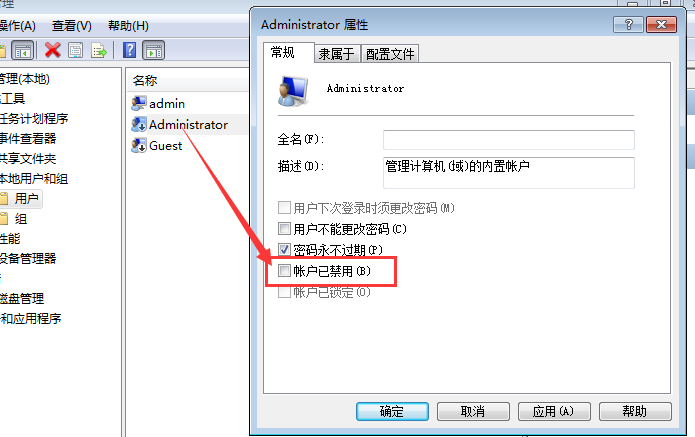 管理
操作(A) 查看(V) 帮助(H)
管理(本地)
工具
任务计划程序
事件查看器
共享文件夹
本地用户和组
用户
组
性能
设备管理器
磁盘管理
和应用程序
名称
admin
Administrator
Guest
Administrator 属性
常规 隶属于 配置文件
Administrator
全名(F):
描述(D): 管理计算机(域)的内置帐户
用户下次登录时须更改密码(M)
用户不能更改密码(C)
密码永不过期(P)
帐户已禁用(B)
帐户已锁定(O)
确定 取消 应用(A) 帮助